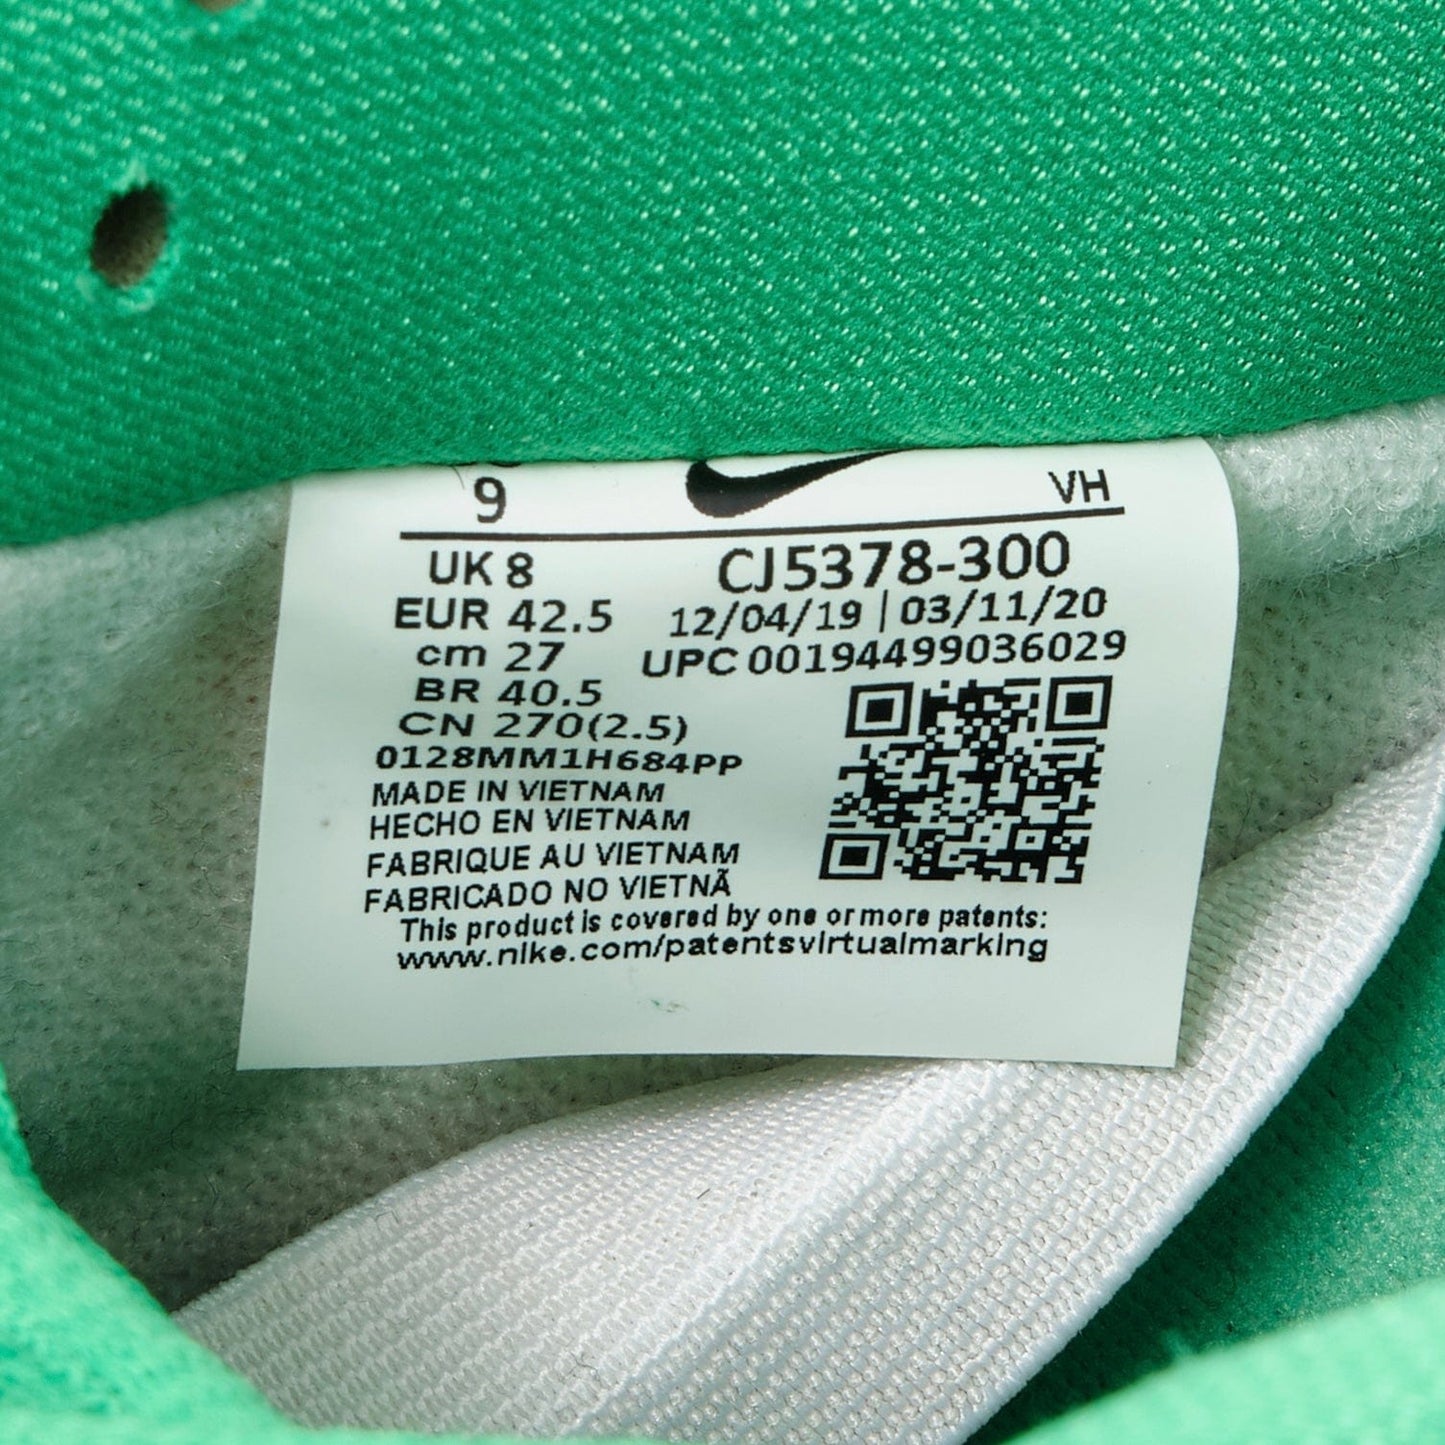 9 VH
UK 8 CJ5378-300
EUR 42.5 12/04/19 | 03/11/20
cm 27 UPC 00194499036029
BR 40.5
CN 270(2.5)
0128MM1H684PP
MADE IN VIETNAM
HECHO EN VIETNAM
FABRIQUE AU VIETNAM
FABRICADO NO VIETNÃ
This product is covered by one or more patents:
www.nike.com/patentsvirtualmarking